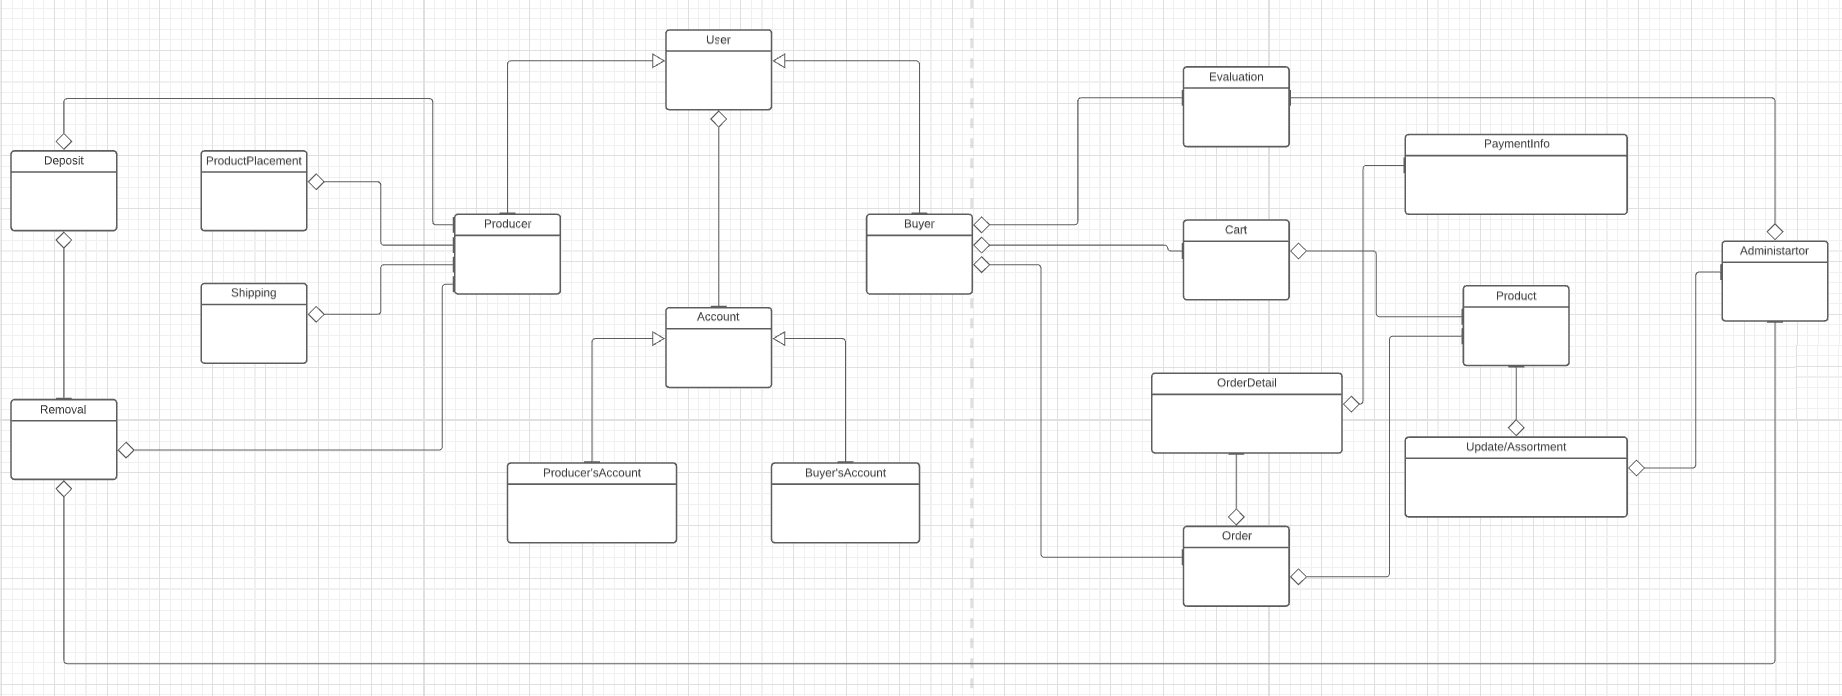 User
Evaluation
PaymentInfo
Deposit
ProductPlacement
Producer
Buyer
Cart
Administartor
Shipping
Product
Account
OrderDetail
Removal
Update/Assortment
Producer'sAccount
Buyer'sAccount
Order